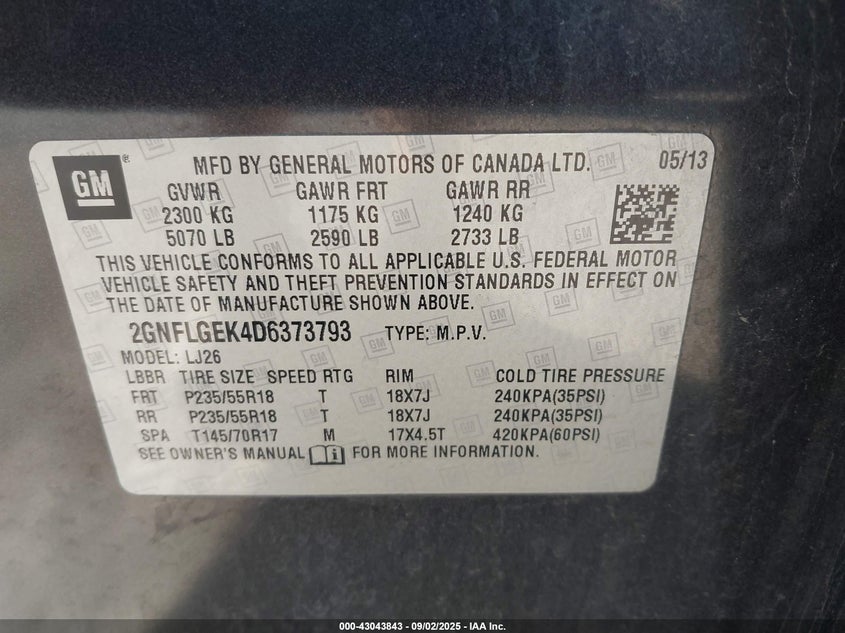 GM ® MFD BY GENERAL MOTORS OF CANADA LTD. 05/13
GVWR GAWR FRT GAWR RR
2300 KG 1175 KG 1240 KG
5070 LB 2590 LB 2733 LB
THIS VEHICLE CONFORMS TO ALL APPLICABLE U.S. FEDERAL MOTOR
VEHICLE SAFETY AND THEFT PREVENTION STANDARDS IN EFFECT ON
THE DATE OF MANUFACTURE SHOWN ABOVE.
2GNFLGEK4D6373793 TYPE: M.P.V.
MODEL: LJ26
LBBR TIRE SIZE SPEED RTG RIM COLD TIRE PRESSURE
FRT P235/55R18 T 18X7J 240KPA(35PSI)
RR P235/55R18 T 18X7J 240KPA(35PSI)
SPA T145/70R17 M 17X4.5T 420KPA(60PSI)
SEE OWNER'S MANUAL FOR MORE INFORMATION.
000-43043843 - 09/02/2025 - IAA Inc.